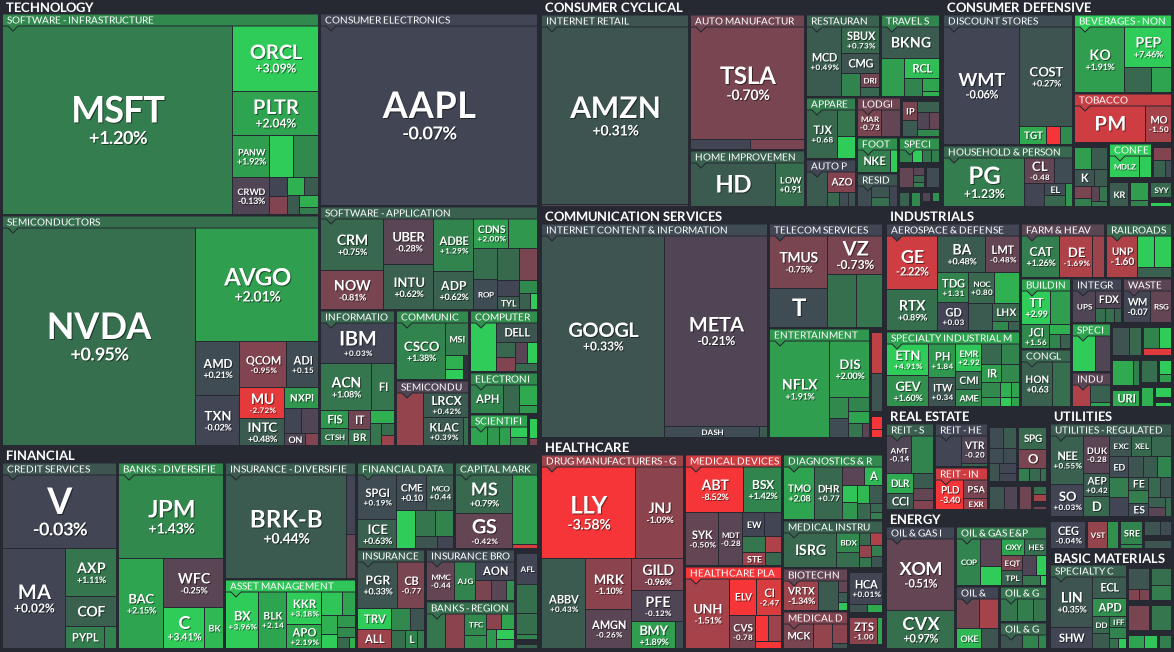 TECHNOLOGY
SOFTWARE - INFRASTRUCTURE
MSFT
+1.20%
ORCL
+3.09%
PLTR
+2.04%
PANW
+1.92%
CRWD
-0.13%
CONSUMER ELECTRONICS
AAPL
-0.07%
SEMICONDUCTORS
NVDA
+0.95%
AVGO
+2.01%
AMD
+0.21%
QCOM
-0.95%
ADI
+0.15
TXN
-0.02%
MU
-2.72%
NXPI
INTC
+0.48%
ON
SOFTWARE - APPLICATION
CRM
+0.75%
UBER
-0.28%
ADBE
+1.29%
CDNS
+2.00%
NOW
-0.81%
INTU
+0.62%
ADP
+0.62%
ROP
TYL
INFORMATIO
IBM
+0.03%
ACN
+1.08%
FI
FIS
IT
CTSH
BR
COMMUNIC
CSCO
+1.38%
MSI
COMPUTER
DELL
SEMICONDU
LRCX
+0.42%
KLAC
+0.39%
ELECTRONI
APH
SCIENTIFI
CONSUMER CYCLICAL
INTERNET RETAIL
AMZN
+0.31%
AUTO MANUFACTURER
TSLA
-0.70%
HOME IMPROVEMEN
HD
LOW
+0.91
RESTAURAN
MCD
+0.49%
SBUX
+0.73%
CMG
DRI
TRAVEL S
BKNG
RCL
APPARE
TJX
+0.68
LODGI
MAR
-0.73
IP
FOOT
NKE
SPECI
AUTO P
AZO
RESID
CONSUMER DEFENSIVE
DISCOUNT STORES
WMT
-0.06%
COST
+0.27%
TGT
BEVERAGES - NON
KO
+1.91%
PEP
+7.46%
TOBACCO
PM
MO
-1.50
HOUSEHOLD & PERSON
PG
+1.23%
CL
-0.48
EL
CONFE
MDLZ
K
KR
SYY
COMMUNICATION SERVICES
INTERNET CONTENT & INFORMATION
GOOGL
+0.33%
META
-0.21%
DASH
TELECOM SERVICES
TMUS
-0.75%
VZ
-0.73%
T
ENTERTAINMENT
NFLX
+1.91%
DIS
+2.00%
INDUSTRIALS
AEROSPACE & DEFENSE
GE
-2.22%
BA
+0.48%
LMT
-0.48%
TDG
+1.31
NOC
+0.80
RTX
+0.89%
GD
+0.03
LHX
FARM & HEAV
CAT
+1.26%
DE
-1.69%
RAILROADS
UNP
-1.60
BUILDIN
TT
+2.99
JCI
+1.56
INTEGR
UPS
FDX
WASTE
WM
-0.07
RSG
SPECI
SPECIALTY INDUSTRIAL M
ETN
+4.91%
PH
+1.84
EMR
+2.92
IR
GEV
+1.60%
ITW
+0.34
CMI
AME
CONGL
HON
+0.63
INDU
URI
FINANCIAL
CREDIT SERVICES
V
-0.03%
MA
+0.02%
AXP
+1.11%
COF
PYPL
BANKS - DIVERSIFIE
JPM
+1.43%
BAC
+2.15%
WFC
-0.25%
C
+3.41%
BK
INSURANCE - DIVERSIFIE
BRK-B
+0.44%
ASSET MANAGEMENT
BX
+3.96%
BLK
+2.14
KKR
+3.18%
APO
+2.19%
FINANCIAL DATA
SPGI
+0.19%
CME
+0.10
MCO
+0.44
ICE
+0.63%
CAPITAL MARK
MS
+0.79%
GS
-0.42%
INSURANCE
PGR
+0.33%
CB
-0.77
TRV
ALL
L
INSURANCE BRO
MMC
-0.44
AJG
AON
AFL
BANKS - REGION
TFC
HEALTHCARE
DRUG MANUFACTURERS - G
LLY
-3.58%
JNJ
-1.09%
ABBV
+0.43%
MRK
-1.10%
GILD
-0.96%
PFE
-0.12%
AMGN
-0.26%
BMY
+1.89%
MEDICAL DEVICES
ABT
-8.52%
BSX
+1.42%
SYK
-0.50%
MDT
-0.28
EW
STE
DIAGNOSTICS & R
TMO
+2.08
DHR
+0.77
A
MEDICAL INSTRU
ISRG
BDX
HEALTHCARE PLA
UNH
-1.51%
ELV
CI
-2.47
CVS
-0.78
BIOTECHN
VRTX
-1.34%
HCA
+0.01%
MEDICAL D
MCK
ZTS
-1.00
REAL ESTATE
REIT - S
AMT
-0.14
DLR
CCI
REIT - HE
VTR
-0.20
REIT - IN
PLD
-3.40
PSA
EXR
SPG
O
UTILITIES
UTILITIES - REGULATED
NEE
+0.55%
DUK
-0.28
EXC
XEL
ED
SO
+0.03%
AEP
+0.42
D
FE
ES
CEG
-0.04%
VST
SRE
ENERGY
OIL & GAS I
XOM
-0.51%
CVX
+0.97%
OIL & GAS E&P
COP
OXY
HES
EQT
TPL
OIL &
OKE
OIL & G
OIL & G
BASIC MATERIALS
SPECIALTY C
LIN
+0.35%
ECL
APD
DD
IFF
SHW